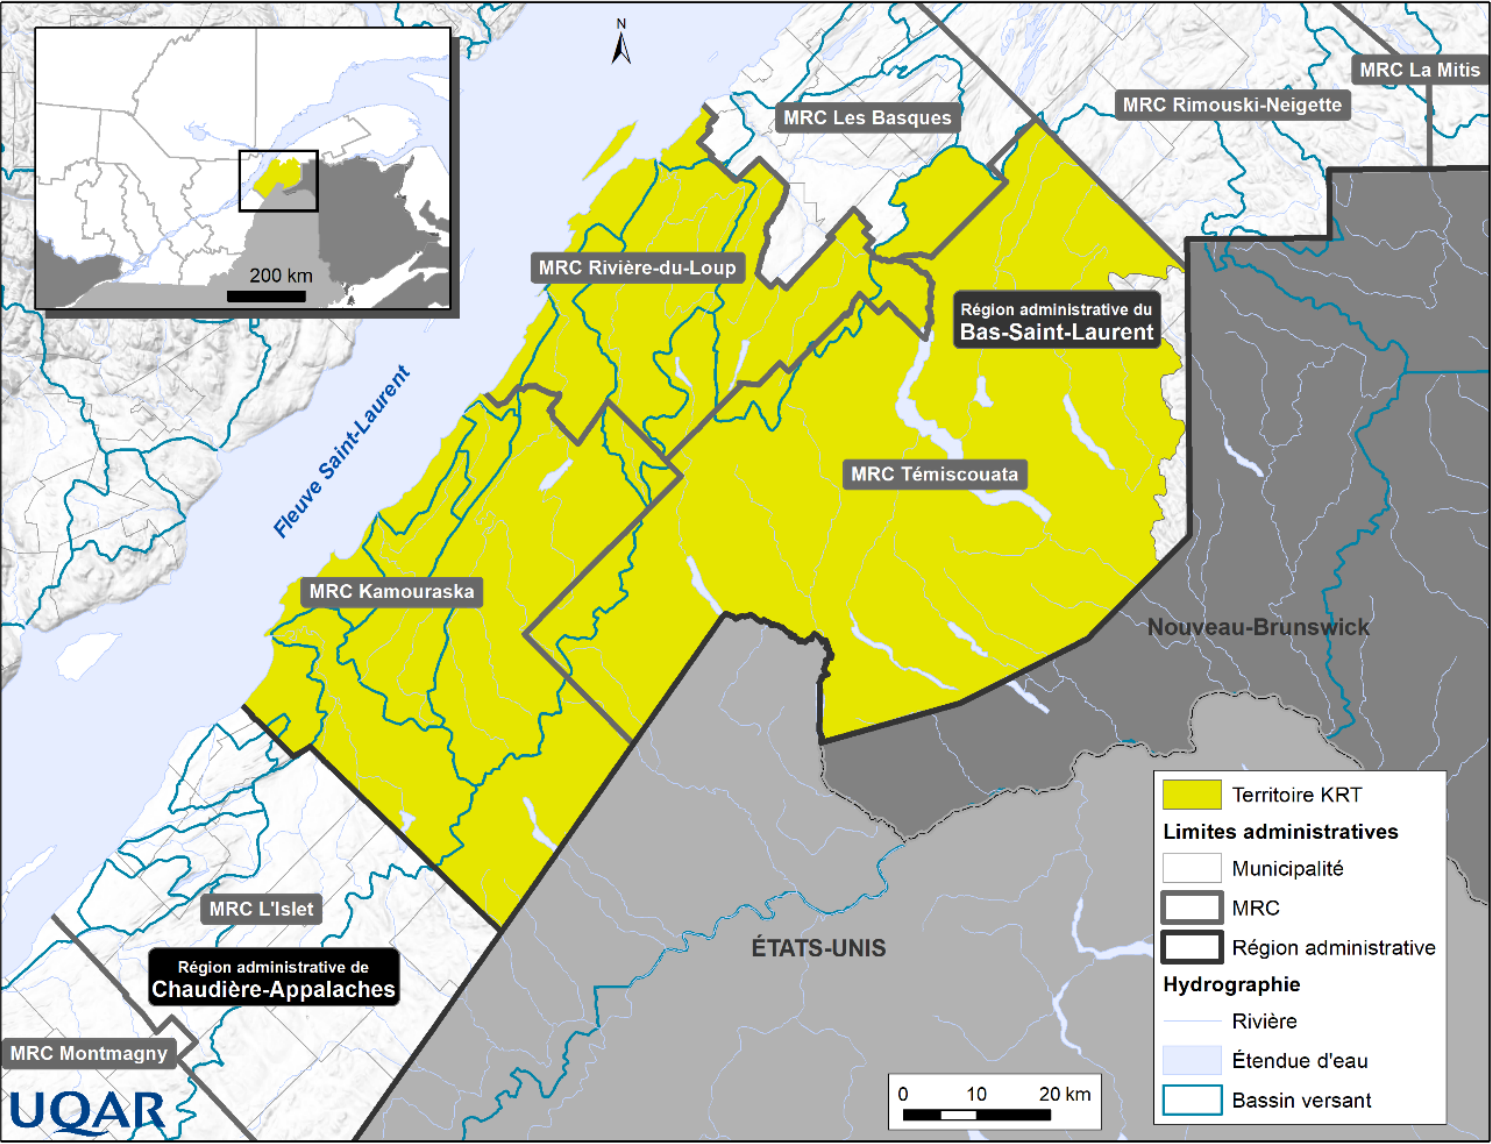 N
MRC La Mitis
MRC Rimouski-Neigette
MRC Les Basques
200 km
MRC Rivière-du-Loup
Région administrative du
Bas-Saint-Laurent
Fleuve Saint-Laurent
MRC Témiscouata
MRC Kamouraska
Nouveau-Brunswick
MRC L'Islet
ÉTATS-UNIS
Région administrative de
Chaudière-Appalaches
MRC Montmagny
UQAR
0 10 20 km
Territoire KRT
Limites administratives
Municipalité
MRC
Région administrative
Hydrographie
Rivière
Étendue d'eau
Bassin versant